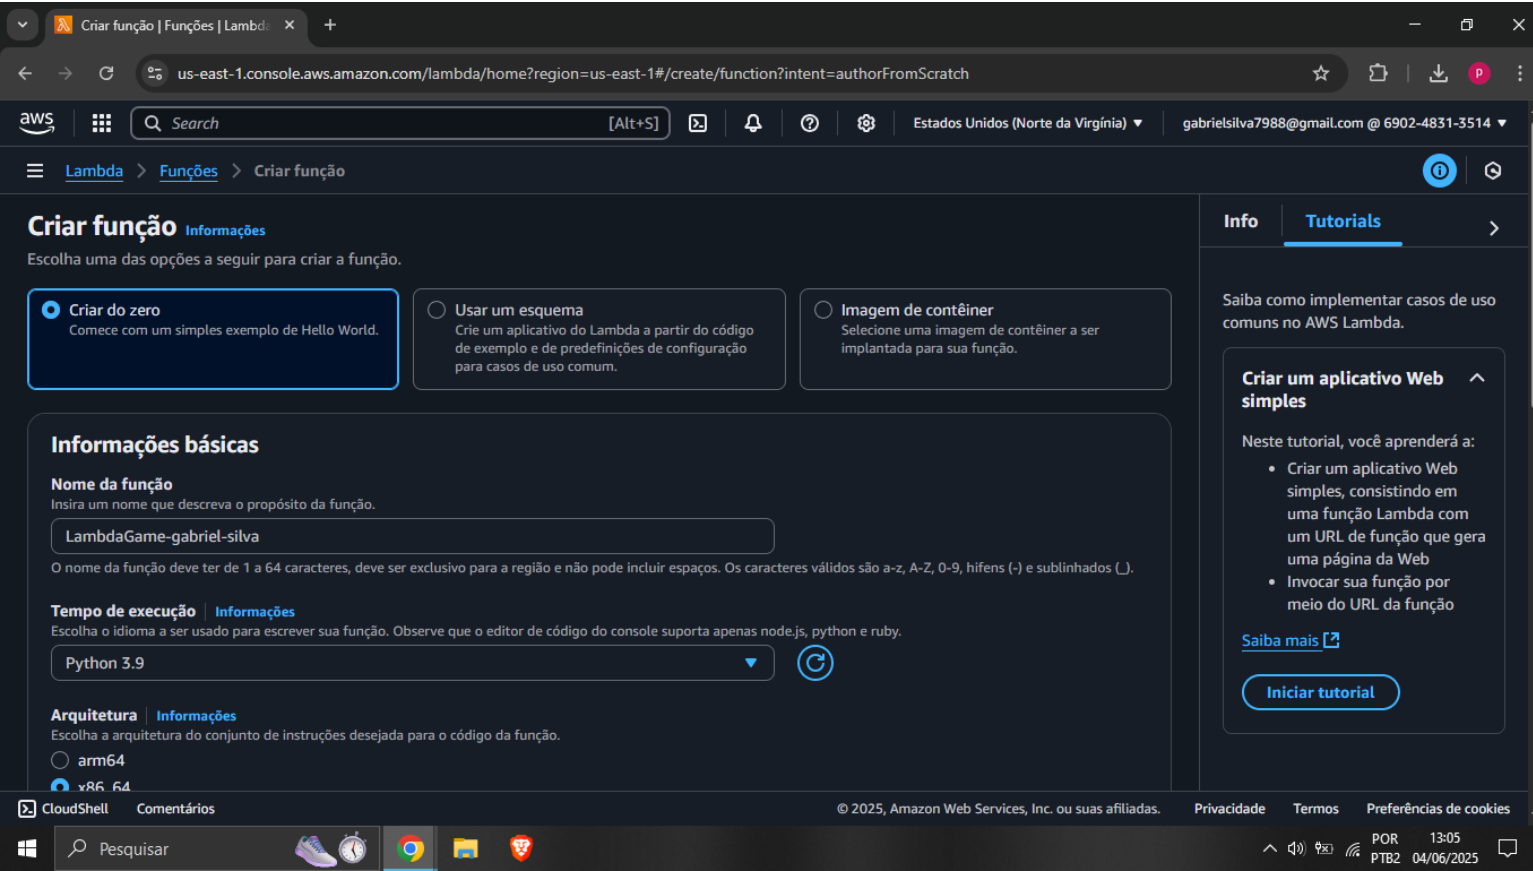 Criar função | Funções | Lambda
us-east-1.console.aws.amazon.com/lambda/home?region=us-east-1#/create/function?intent=authorFromScratch
P
aws
Search
[Alt+S]
Estados Unidos (Norte da Virgínia)
gabrielsilva7988@gmail.com @ 6902-4831-3514
Lambda > Funções > Criar função
Criar função Informações
Escolha uma das opções a seguir para criar a função.
Criar do zero
Comece com um simples exemplo de Hello World.
Usar um esquema
Crie um aplicativo do Lambda a partir do código
de exemplo e de predefinições de configuração
para casos de uso comum.
Imagem de contêiner
Selecione uma imagem de contêiner a ser
implantada para sua função.
Informações básicas
Nome da função
Insira um nome que descreva o propósito da função.
LambdaGame-gabriel-silva
O nome da função deve ter de 1 a 64 caracteres, deve ser exclusivo para a região e não pode incluir espaços. Os caracteres válidos são a-z, A-Z, 0-9, hifens (-) e sublinhados (_).
Tempo de execução Informações
Escolha o idioma a ser usado para escrever sua função. Observe que o editor de código do console suporta apenas node.js, python e ruby.
Python 3.9
Arquitetura Informações
Escolha a arquitetura do conjunto de instruções desejada para o código da função.
arm64
x86_64
Info
Tutorials
Saiba como implementar casos de uso
comuns no AWS Lambda.
Criar um aplicativo Web
simples
Neste tutorial, você aprenderá a:
• Criar um aplicativo Web
simples, consistindo em
uma função Lambda com
um URL de função que gera
uma página da Web
• Invocar sua função por
meio do URL da função
Saiba mais
Iniciar tutorial
CloudShell
Comentários
© 2025, Amazon Web Services, Inc. ou suas afiliadas.
Privacidade
Termos
Preferências de cookies
Pesquisar
POR
PTB2
13:05
04/06/2025